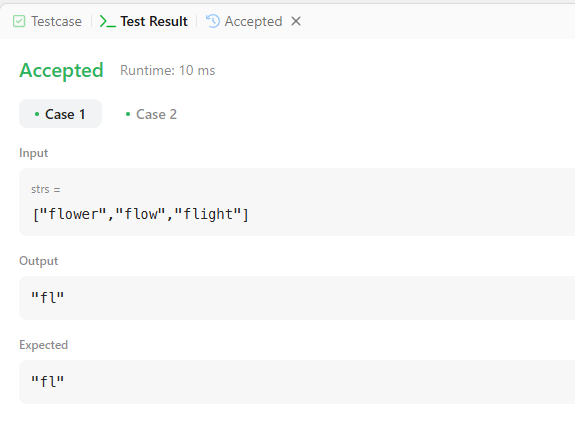 Testcase Test Result Accepted
Accepted Runtime: 10 ms
Case 1 Case 2
Input
strs =
["flower","flow","flight"]
Output
"fl"
Expected
"fl"